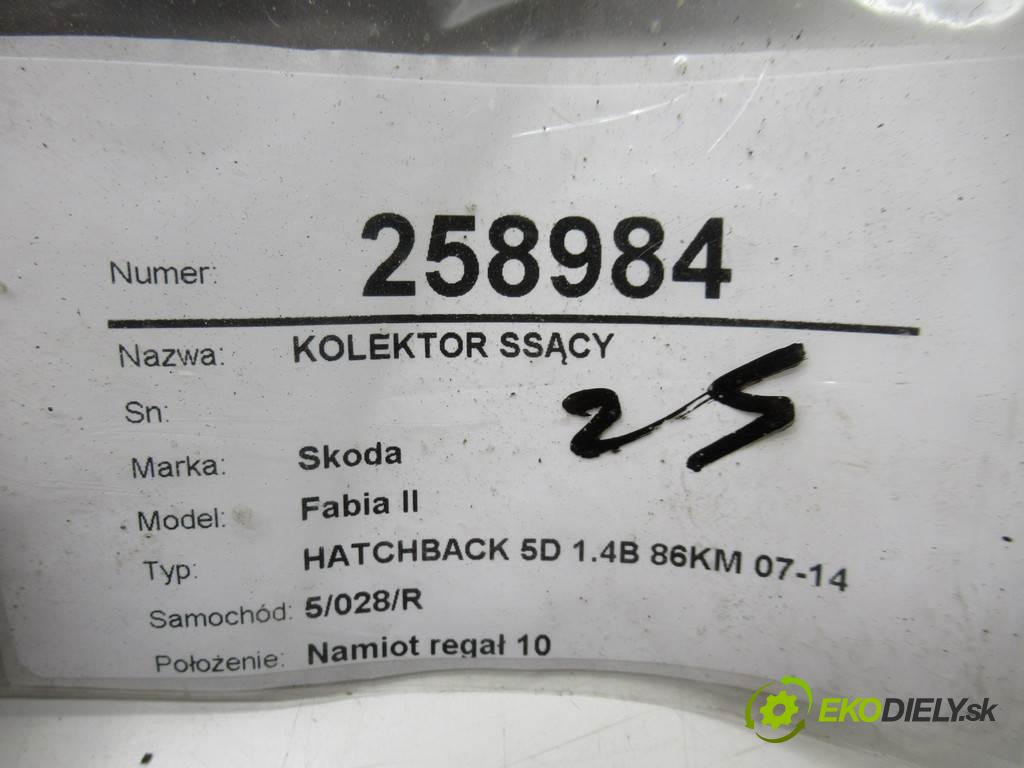 Numer: 258984
Nazwa: KOLEKTOR SSĄCY
25
Sn:
Marka: Skoda
Model: Fabia II
Typ: HATCHBACK 5D 1.4B 86KM 07-14
Samochód: 5/028/R
Położenie: Namiot regał 10
EKODIELY.sk